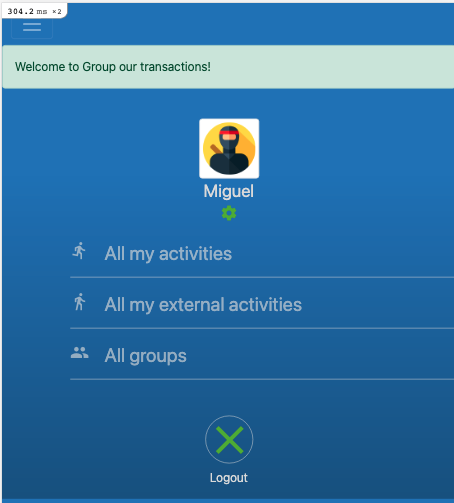 304.2 ms ×2
Welcome to Group our transactions!
Miguel
All my activities
All my external activities
All groups
Logout